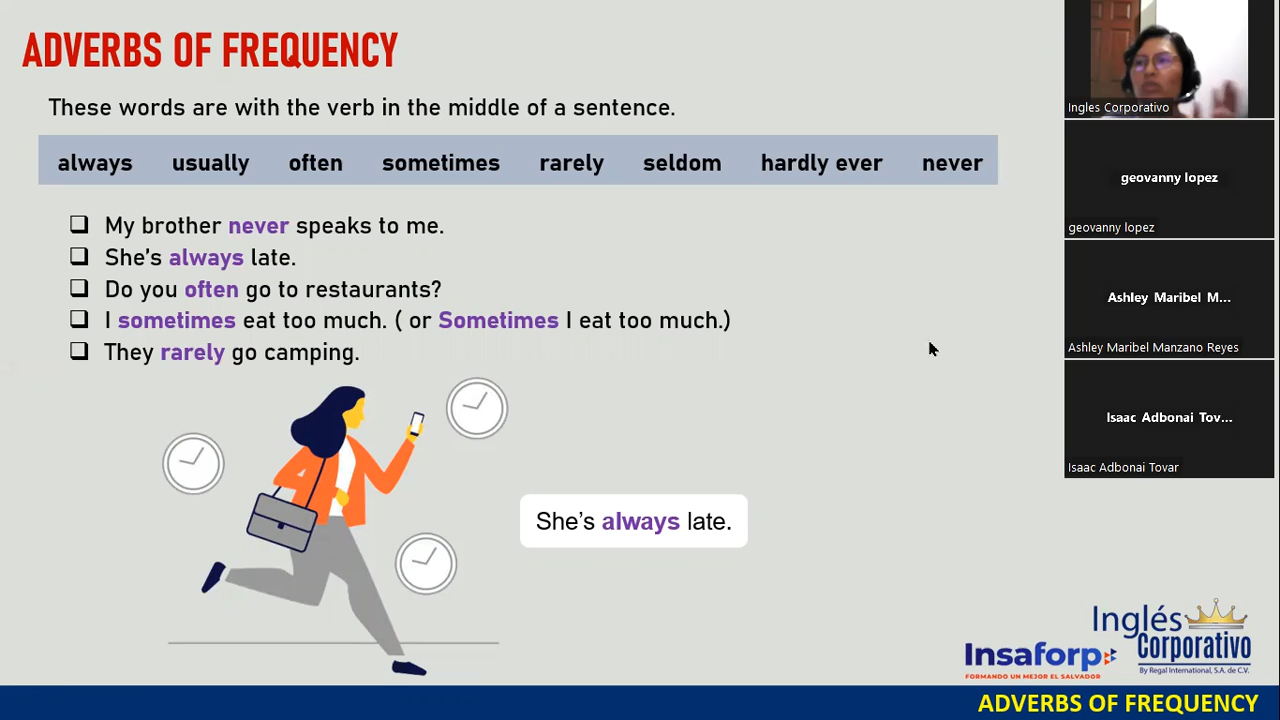 ADVERBS OF FREQUENCY
These words are with the verb in the middle of a sentence.
always usually often sometimes rarely seldom hardly ever never
My brother never speaks to me.
She's always late.
Do you often go to restaurants?
I sometimes eat too much. ( or Sometimes I eat too much.)
They rarely go camping.
She's always late.
Ingles Corporativo
geovanny lopez
geovanny lopez
Ashley Maribel M...
Ashley Maribel Manzano Reyes
Isaac Adbonai Tov...
Isaac Adbonai Tovar
Insaforp
FORMANDO UN MEJOR EL SALVADOR
Inglés
Corporativo
By Regal International, S.A. de C.V.
ADVERBS OF FREQUENCY